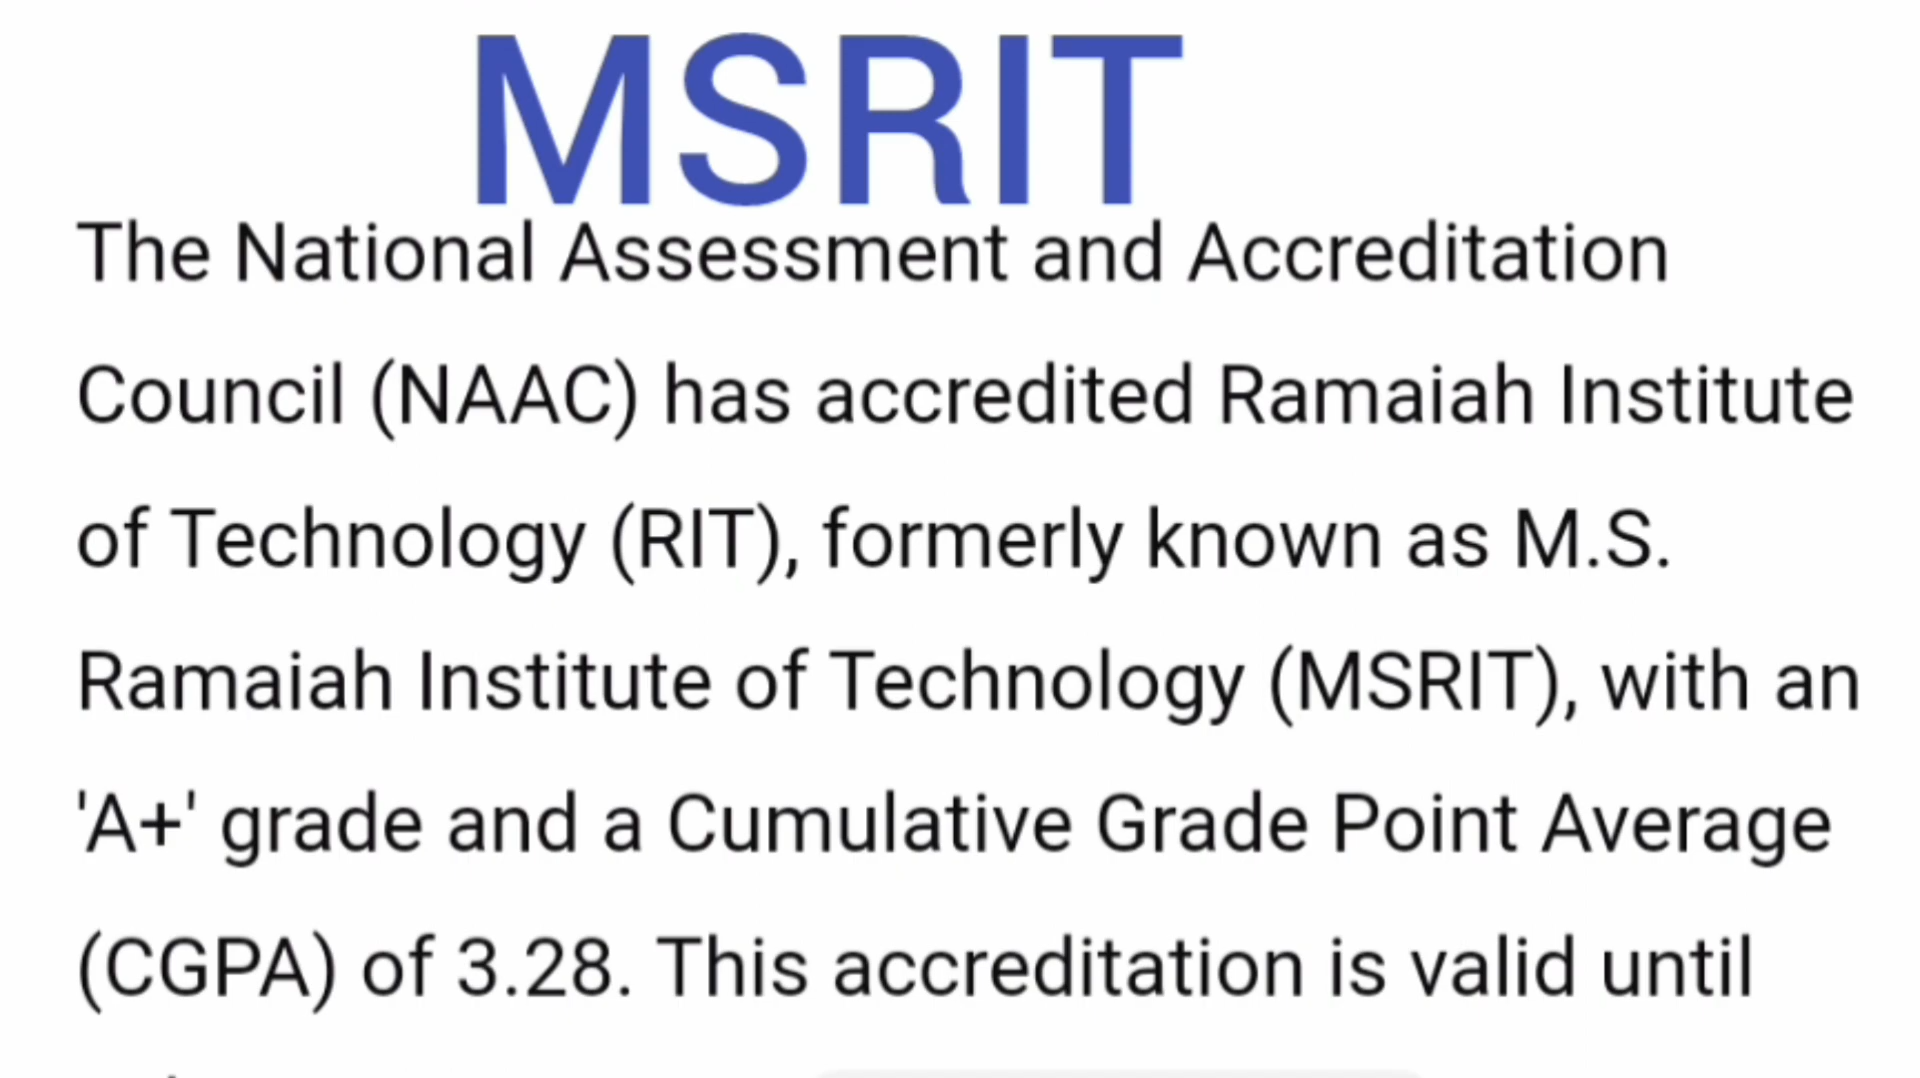 MSRIT
The National Assessment and Accreditation
Council (NAAC) has accredited Ramaiah Institute
of Technology (RIT), formerly known as M.S.
Ramaiah Institute of Technology (MSRIT), with an
'A+' grade and a Cumulative Grade Point Average
(CGPA) of 3.28. This accreditation is valid until